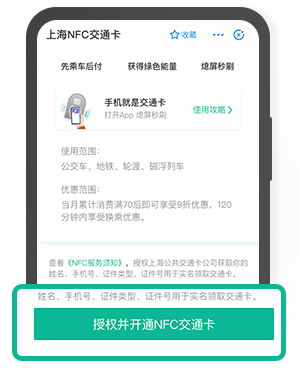 上海NFC交通卡 收藏
先乘车后付 获得绿色能量 熄屏秒刷
手机就是交通卡
打开App 熄屏秒刷
使用攻略 >
使用范围：
公交车、地铁、轮渡、磁浮列车
优惠范围：
当月累计消费满70后即可享受9折优惠，120
分钟内享受换乘优惠。
查看《NFC服务须知》。授权上海公共交通卡公司获取你的
姓名、手机号、证件类型、证件号用于实名领取交通卡。
姓名、手机号、证件类型、证件号用于实名领取交通卡。
授权并开通NFC交通卡